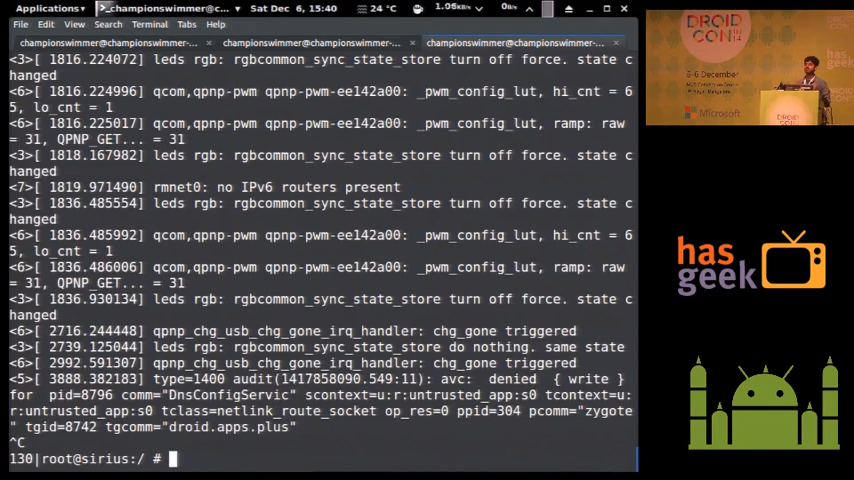 Applications
championswimmer@c...
Sat Dec 6, 15:40
24 °C
0B/s
File Edit View Search Terminal Tabs Help
championswimmer@championswimmer-...
championswimmer@championswimmer-...
championswimmer@championswimmer-...
<3>[ 1816.224072] leds rgb: rgbcommon_sync_state_store turn off force. state c
hanged
<6>[ 1816.224996] qcom,qpnp-pwm qpnp-pwm-ee142a00: _pwm_config_lut, hi_cnt = 6
5, lo_cnt = 1
<6>[ 1816.225017] qcom,qpnp-pwm qpnp-pwm-ee142a00: _pwm_config_lut, ramp: raw
= 31, QPNP_GET... = 31
<3>[ 1818.167982] leds rgb: rgbcommon_sync_state_store turn off force. state c
hanged
<7>[ 1819.971490] rmnet0: no IPv6 routers present
<3>[ 1836.485554] leds rgb: rgbcommon_sync_state_store turn off force. state c
hanged
<6>[ 1836.485992] qcom,qpnp-pwm qpnp-pwm-ee142a00: _pwm_config_lut, hi_cnt = 6
5, lo_cnt = 1
<6>[ 1836.486006] qcom,qpnp-pwm qpnp-pwm-ee142a00: _pwm_config_lut, ramp: raw
= 31, QPNP_GET... = 31
<3>[ 1836.930134] leds rgb: rgbcommon_sync_state_store turn off force. state c
hanged
<6>[ 2716.244448] qpnp_chg_usb_chg_gone_irq_handler: chg_gone triggered
<3>[ 2739.125044] leds rgb: rgbcommon_sync_state_store do nothing. same state
<6>[ 2992.591307] qpnp_chg_usb_chg_gone_irq_handler: chg_gone triggered
<5>[ 3888.382183] type=1400 audit(1417858090.549:11): avc:  denied  { write }
for  pid=8796 comm="DnsConfigServic" scontext=u:r:untrusted_app:s0 tcontext=u:
r:untrusted_app:s0 tclass=netlink_route_socket op_res=0 ppid=304 pcomm="zygote
" tgid=8742 tgcomm="droid.apps.plus"
^C
130|root@sirius:/ #
DROID
CON
6-6 December
Microsoft
DROID
CON
has
geek